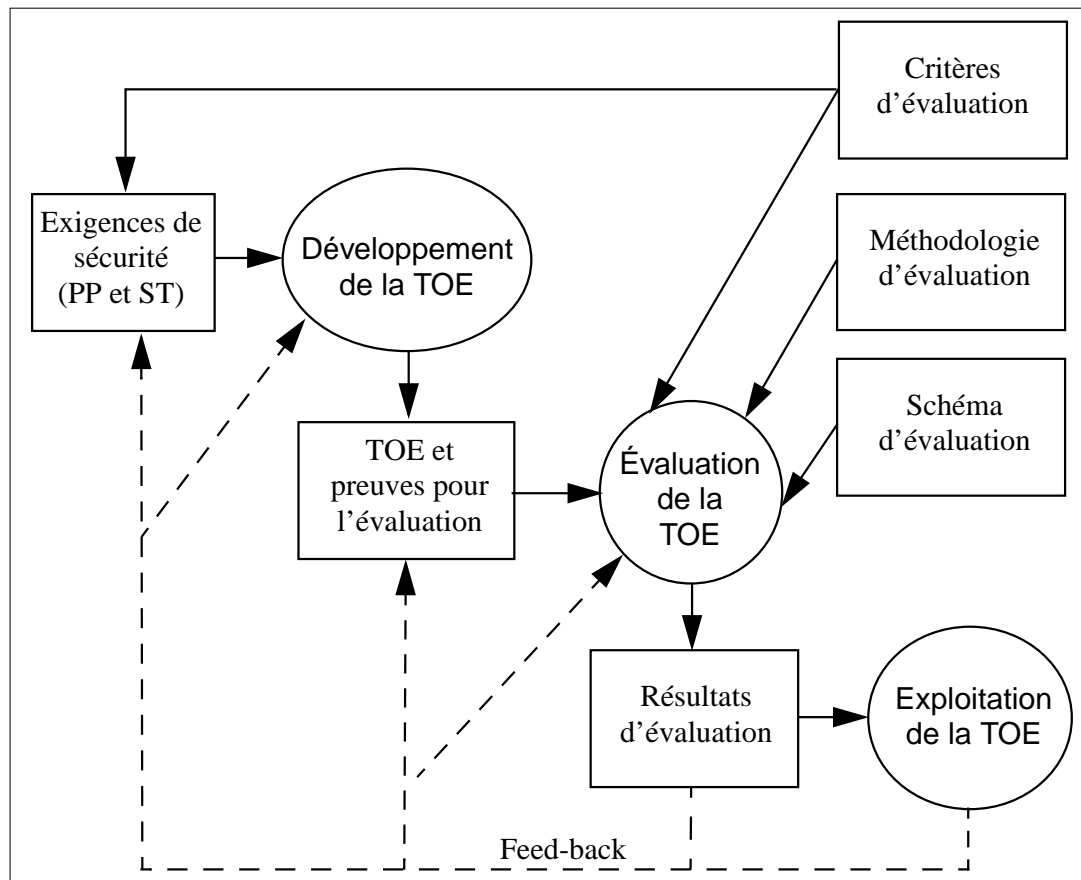 Critères
d’évaluation
Exigences de
sécurité
(PP et ST)
Développement
de la TOE
Méthodologie
d’évaluation
Schéma
d’évaluation
TOE et
preuves pour
l’évaluation
Évaluation
de la
TOE
Résultats
d’évaluation
Exploitation
de la TOE
Feed-back